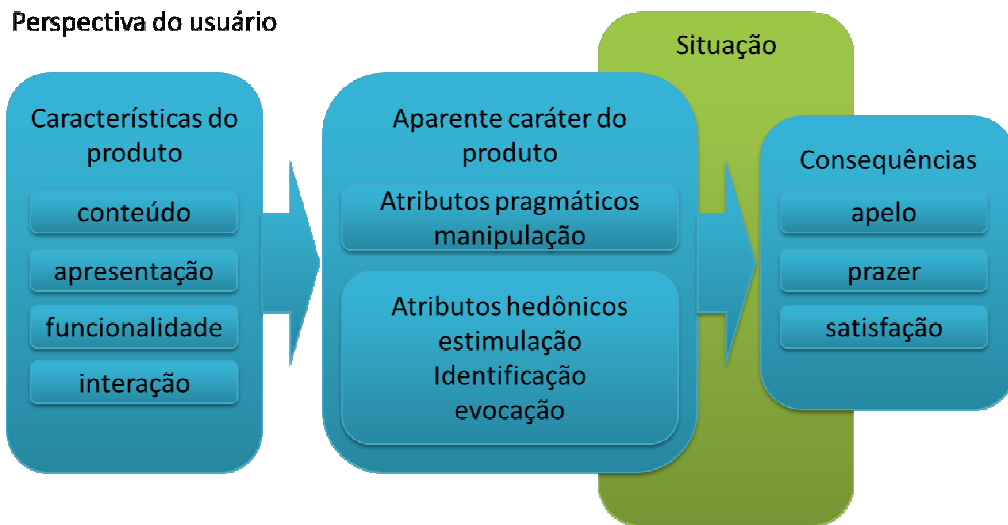 Perspectiva do usuário
Situação
Características do
produto
conteúdo
apresentação
funcionalidade
interação
Aparente caráter do
produto
Atributos pragmáticos
manipulação
Atributos hedônicos
estimulação
Identificação
evocação
Consequências
apelo
prazer
satisfação